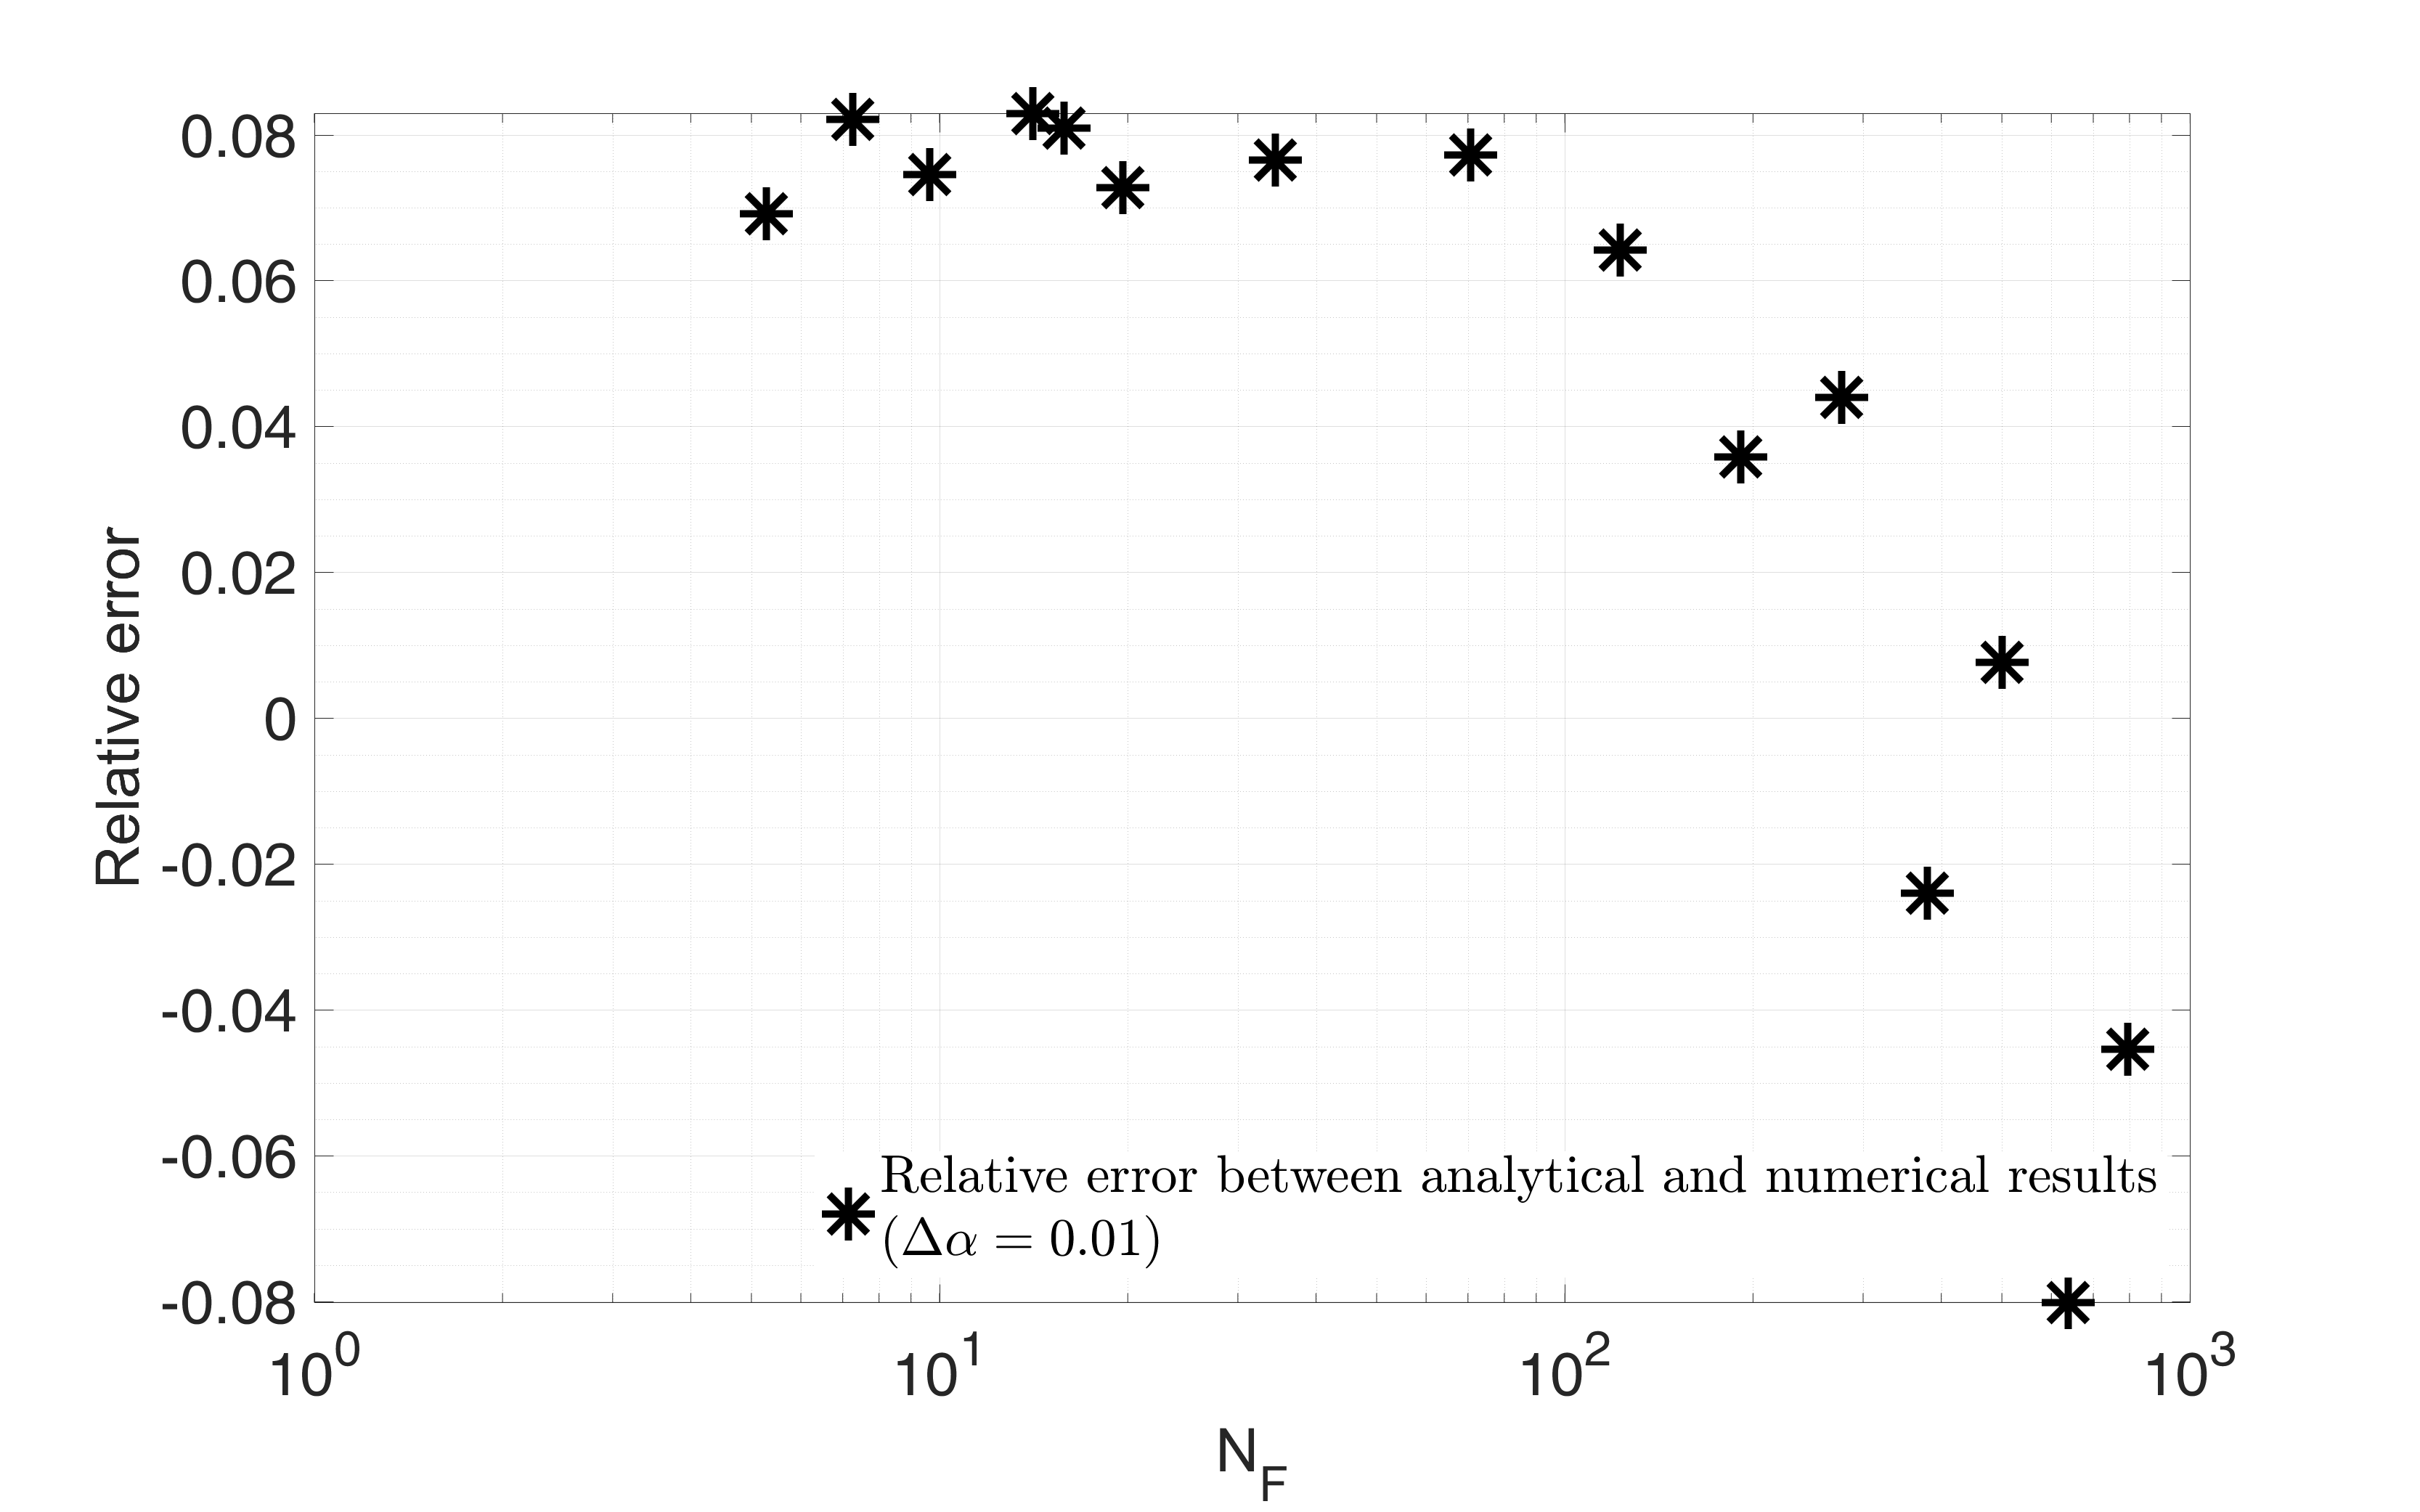 0.08
0.06
0.04
0.02
0
-0.02
-0.04
-0.06
-0.08
Relative error
Relative error between analytical and numerical results
(Δα = 0.01)
10^0 10^1 10^2 10^3
N_F